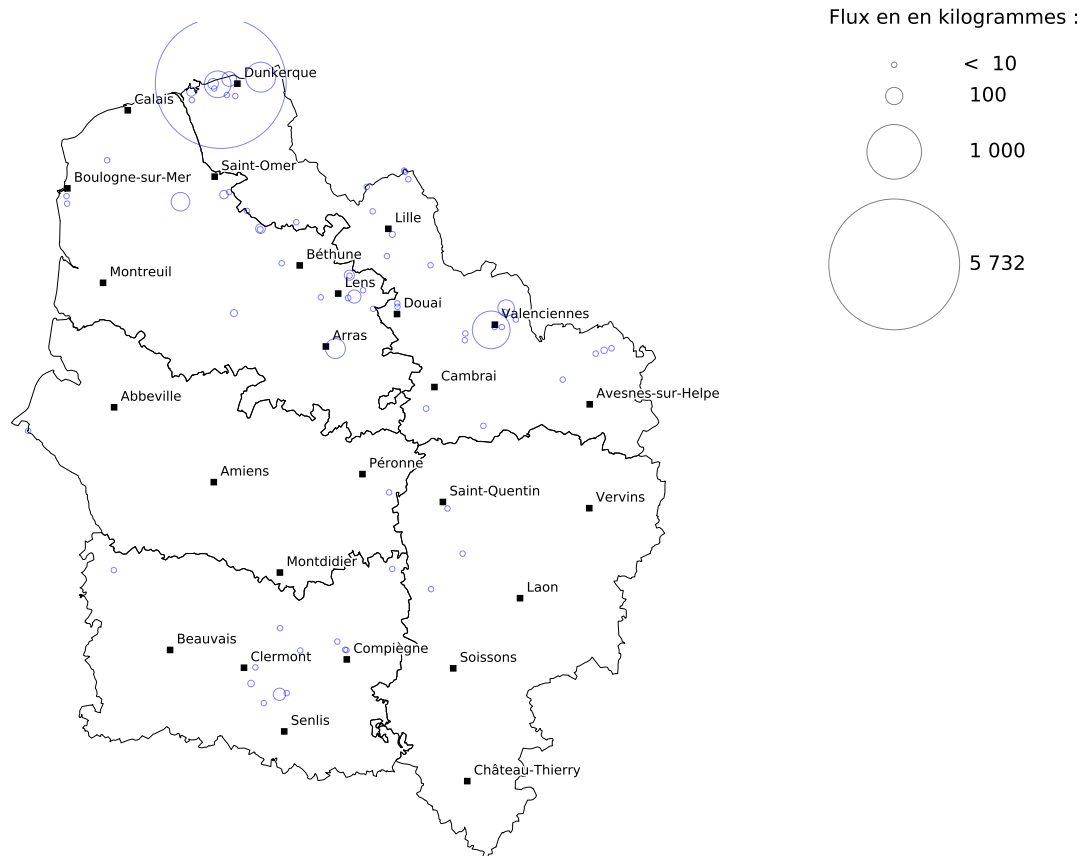 Flux en en kilogrammes :
< 10
100
1 000
5 732
Dunkerque
Calais
Saint-Omer
Boulogne-sur-Mer
Lille
Béthune
Montreuil
Lens
Douai
Valenciennes
Arras
Cambrai
Avesnes-sur-Helpe
Abbeville
Péronne
Amiens
Saint-Quentin
Vervins
Montdidier
Laon
Beauvais
Compiègne
Clermont
Soissons
Senlis
Château-Thierry